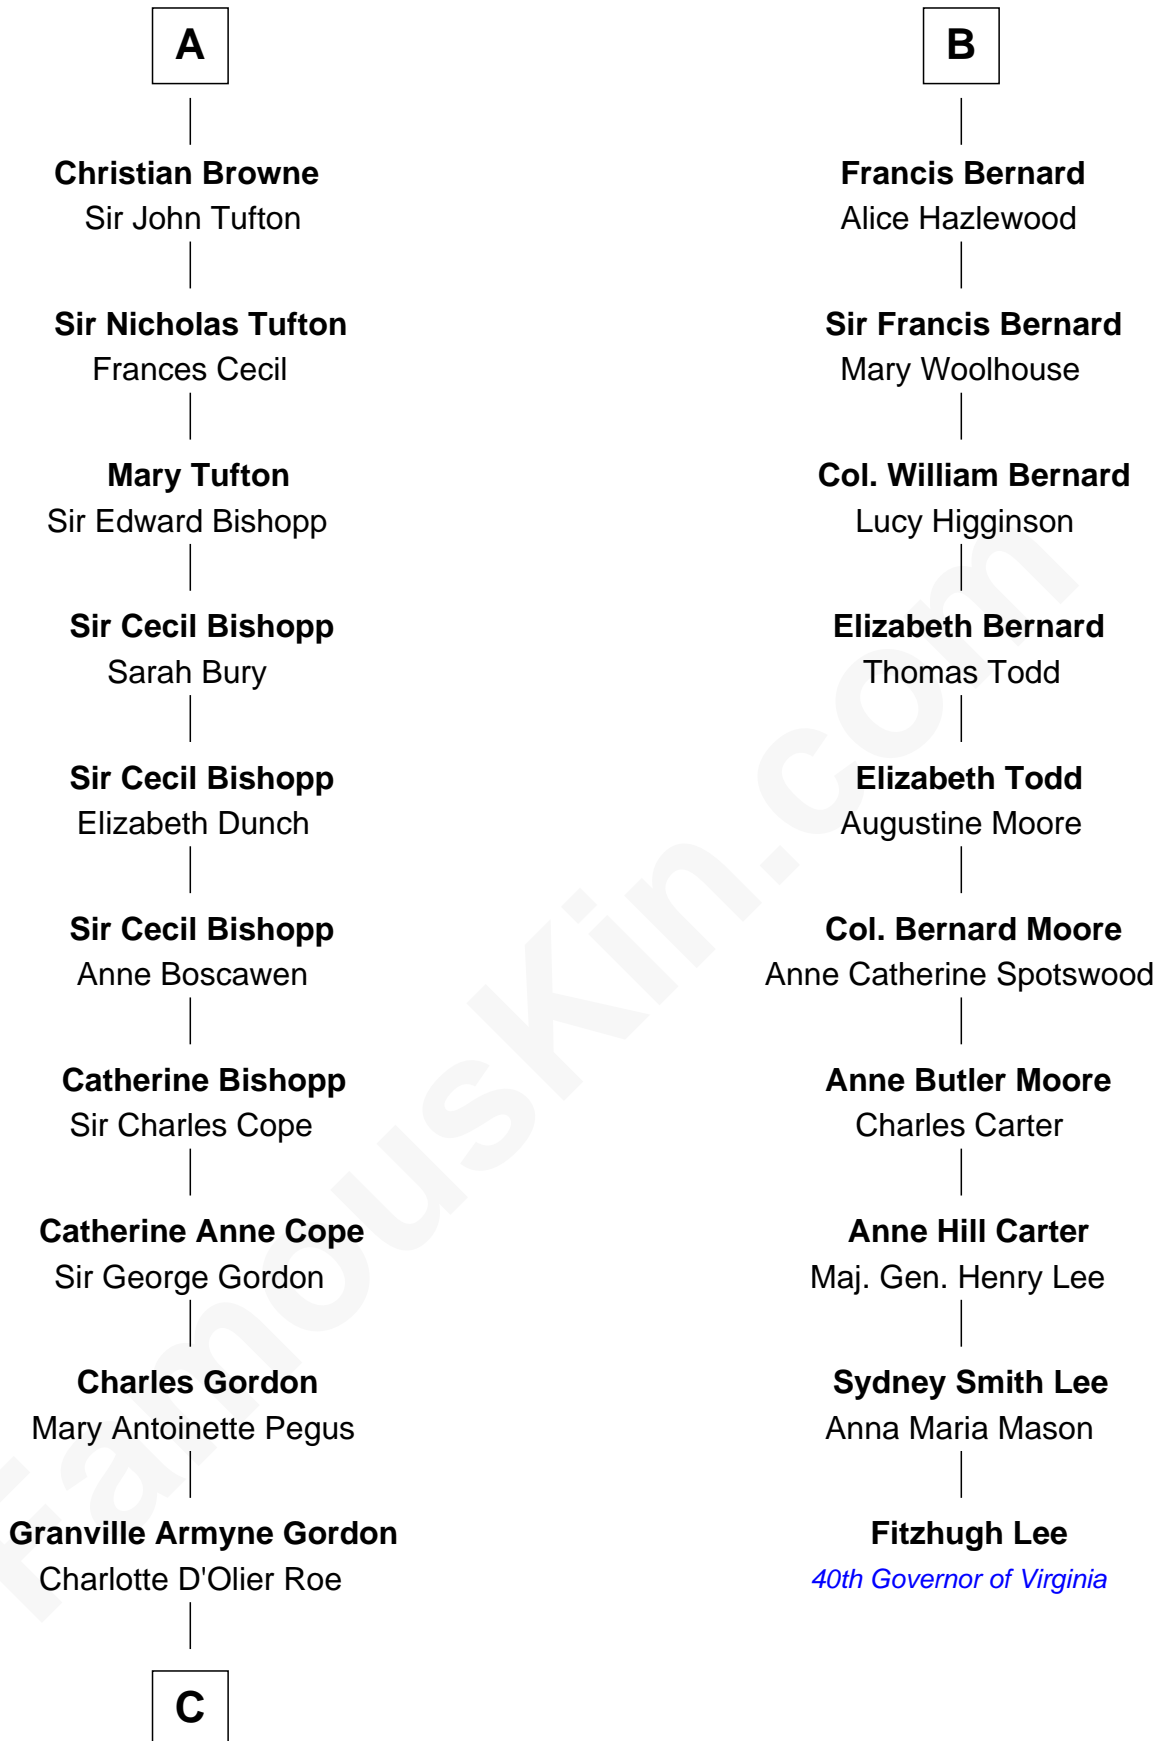 A
Christian Browne
Sir John Tufton
Sir Nicholas Tufton
Frances Cecil
Mary Tufton
Sir Edward Bishopp
Sir Cecil Bishopp
Sarah Bury
Sir Cecil Bishopp
Elizabeth Dunch
Sir Cecil Bishopp
Anne Boscawen
Catherine Bishopp
Sir Charles Cope
Catherine Anne Cope
Sir George Gordon
Charles Gordon
Mary Antoinette Pegus
Granville Armyne Gordon
Charlotte D'Olier Roe
C
B
Francis Bernard
Alice Hazlewood
Sir Francis Bernard
Mary Woolhouse
Col. William Bernard
Lucy Higginson
Elizabeth Bernard
Thomas Todd
Elizabeth Todd
Augustine Moore
Col. Bernard Moore
Anne Catherine Spotswood
Anne Butler Moore
Charles Carter
Anne Hill Carter
Maj. Gen. Henry Lee
Sydney Smith Lee
Anna Maria Mason
Fitzhugh Lee
40th Governor of Virginia
FamousKin.com